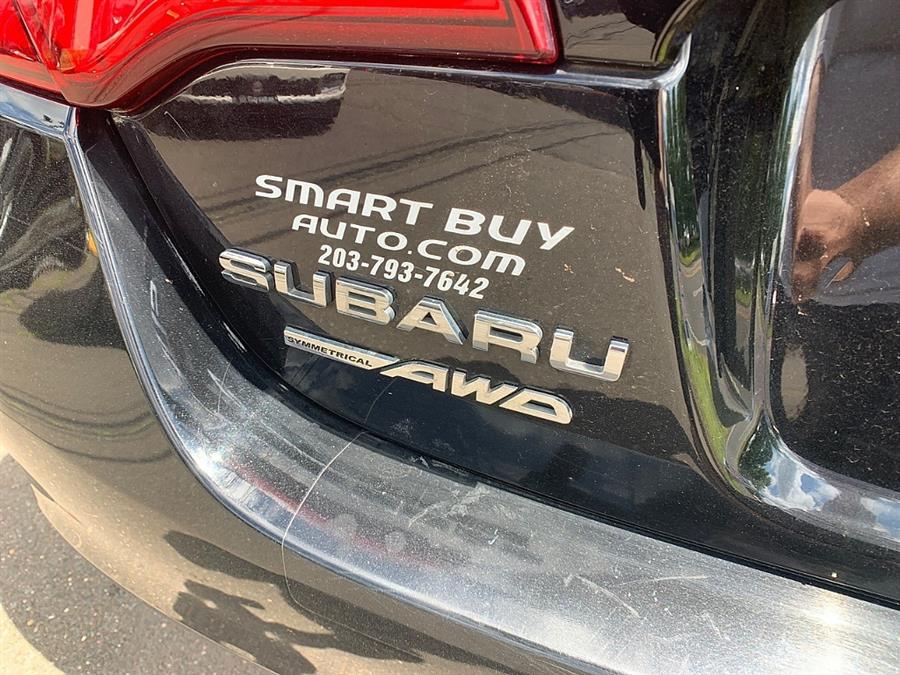 SMART BUY
AUTO.COM
203-793-7642
SUBARU
SYMMETRICAL AWD